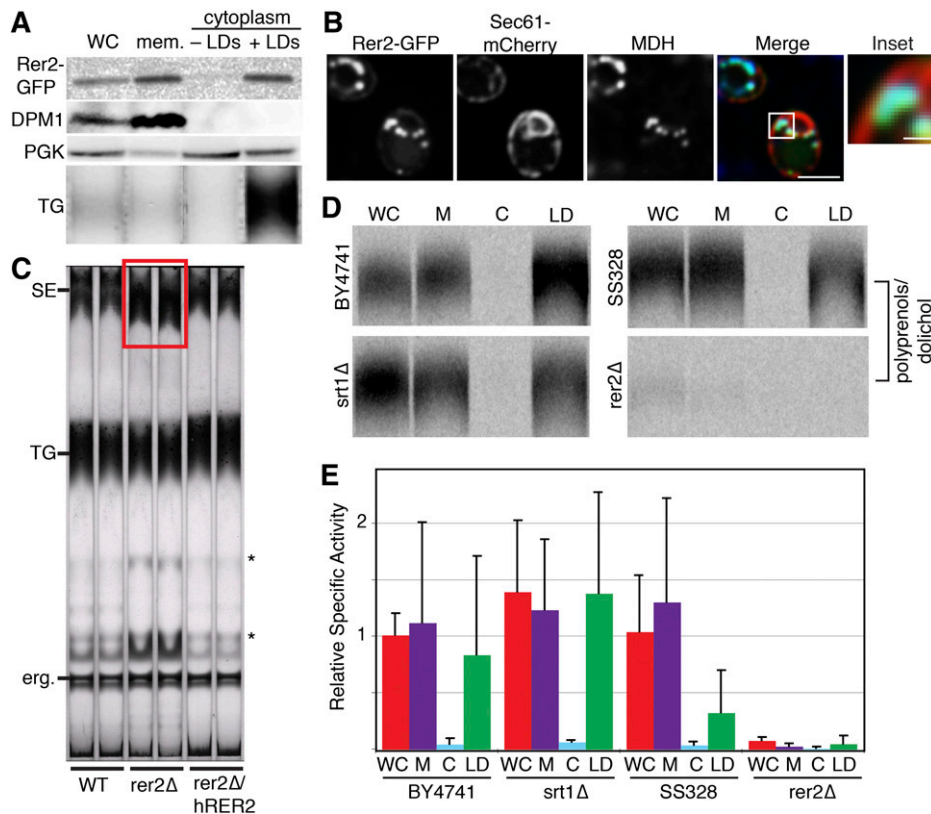 A
cytoplasm
WC mem. – LDs + LDs
Rer2-
GFP
DPM1
PGK
TG
B
Sec61-
Rer2-GFP mCherry MDH Merge Inset
C
SE
TG
*
*
erg.
WT rer2Δ rer2Δ/
hRER2
D
WC M C LD WC M C LD
BY4741
SS328
srt1Δ
rer2Δ
polyprenols/
dolichol
E
Relative Specific Activity
2
1
WC M C LD WC M C LD WC M C LD WC M C LD
BY4741 srt1Δ SS328 rer2Δ